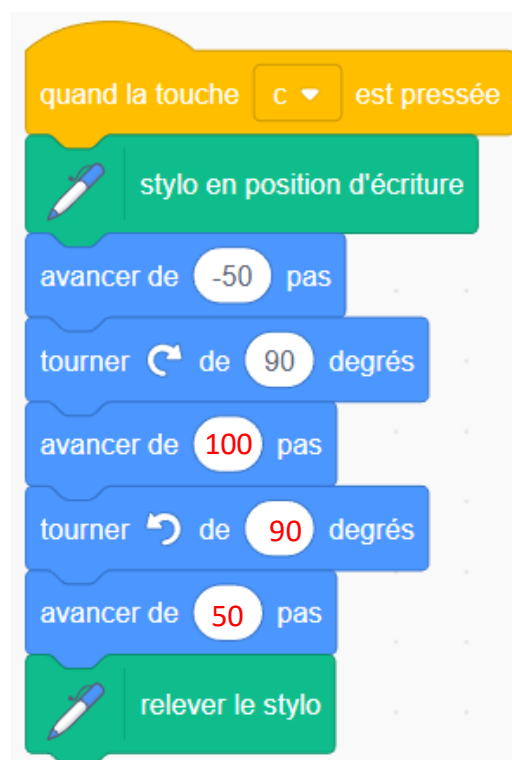 quand la touche c est pressée
stylo en position d'écriture
avancer de -50 pas
tourner de 90 degrés
avancer de 100 pas
tourner de 90 degrés
avancer de 50 pas
relever le stylo